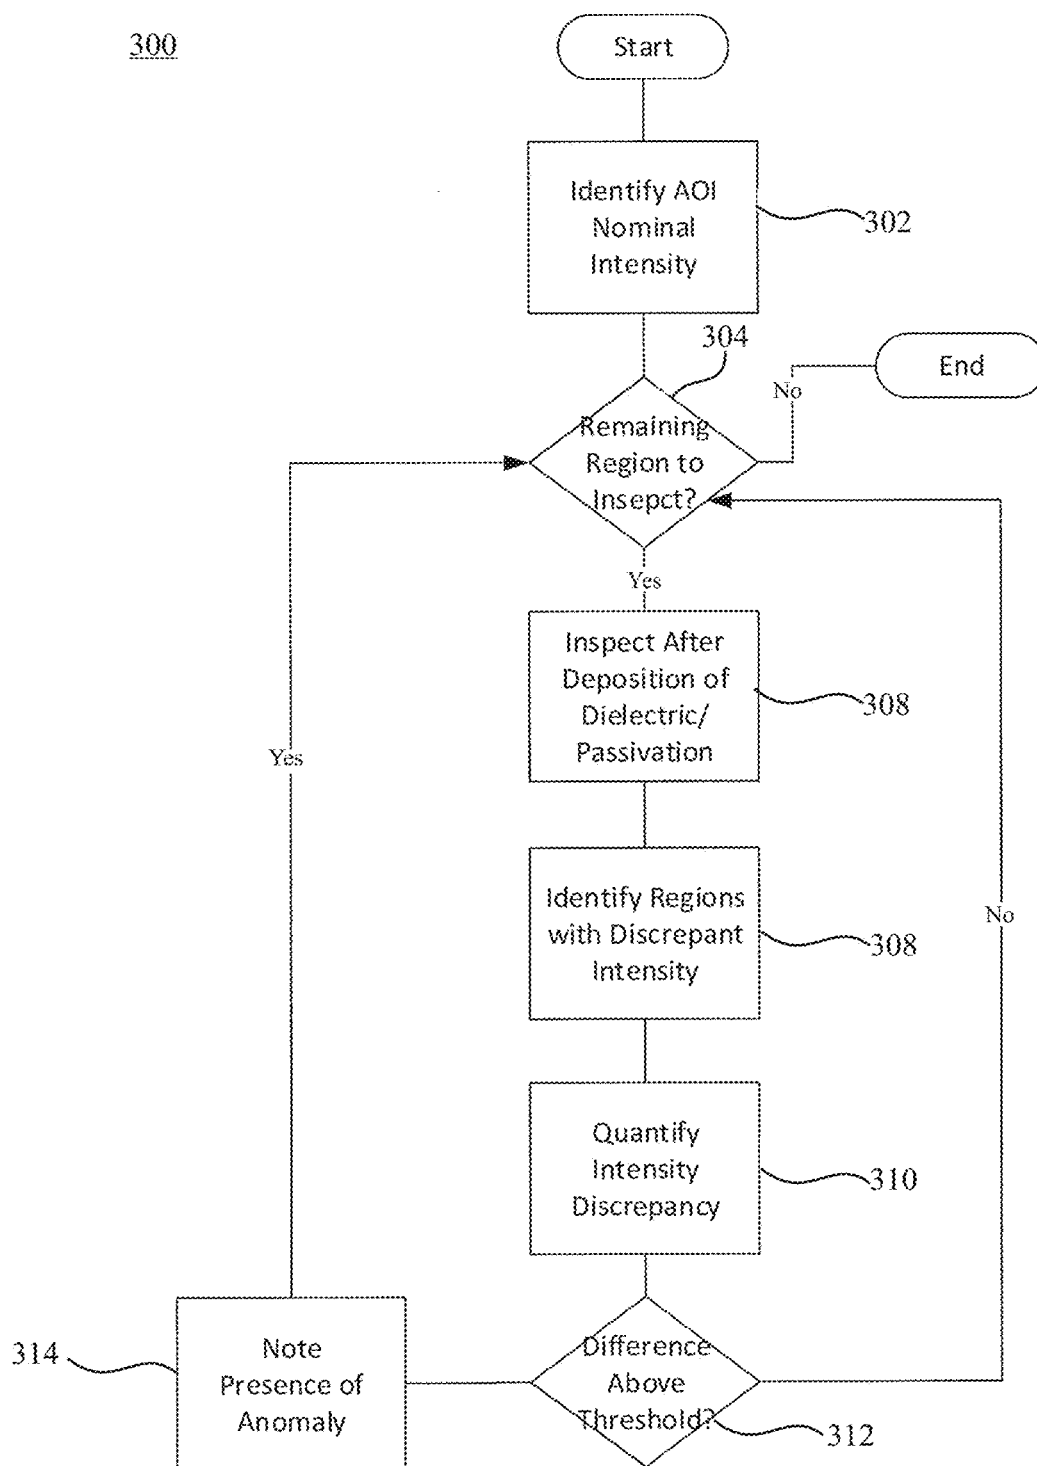 300
Start
Identify AOI
Nominal
Intensity
302
304
End
No
Remaining
Region to
Insepct?
Yes
Inspect After
Deposition of
Dielectric/
Passivation
308
Yes
Identify Regions
with Discrepant
Intensity
308
No
Quantify
Intensity
Discrepancy
310
314
Note
Presence of
Anomaly
Difference
Above
Threshold?
312